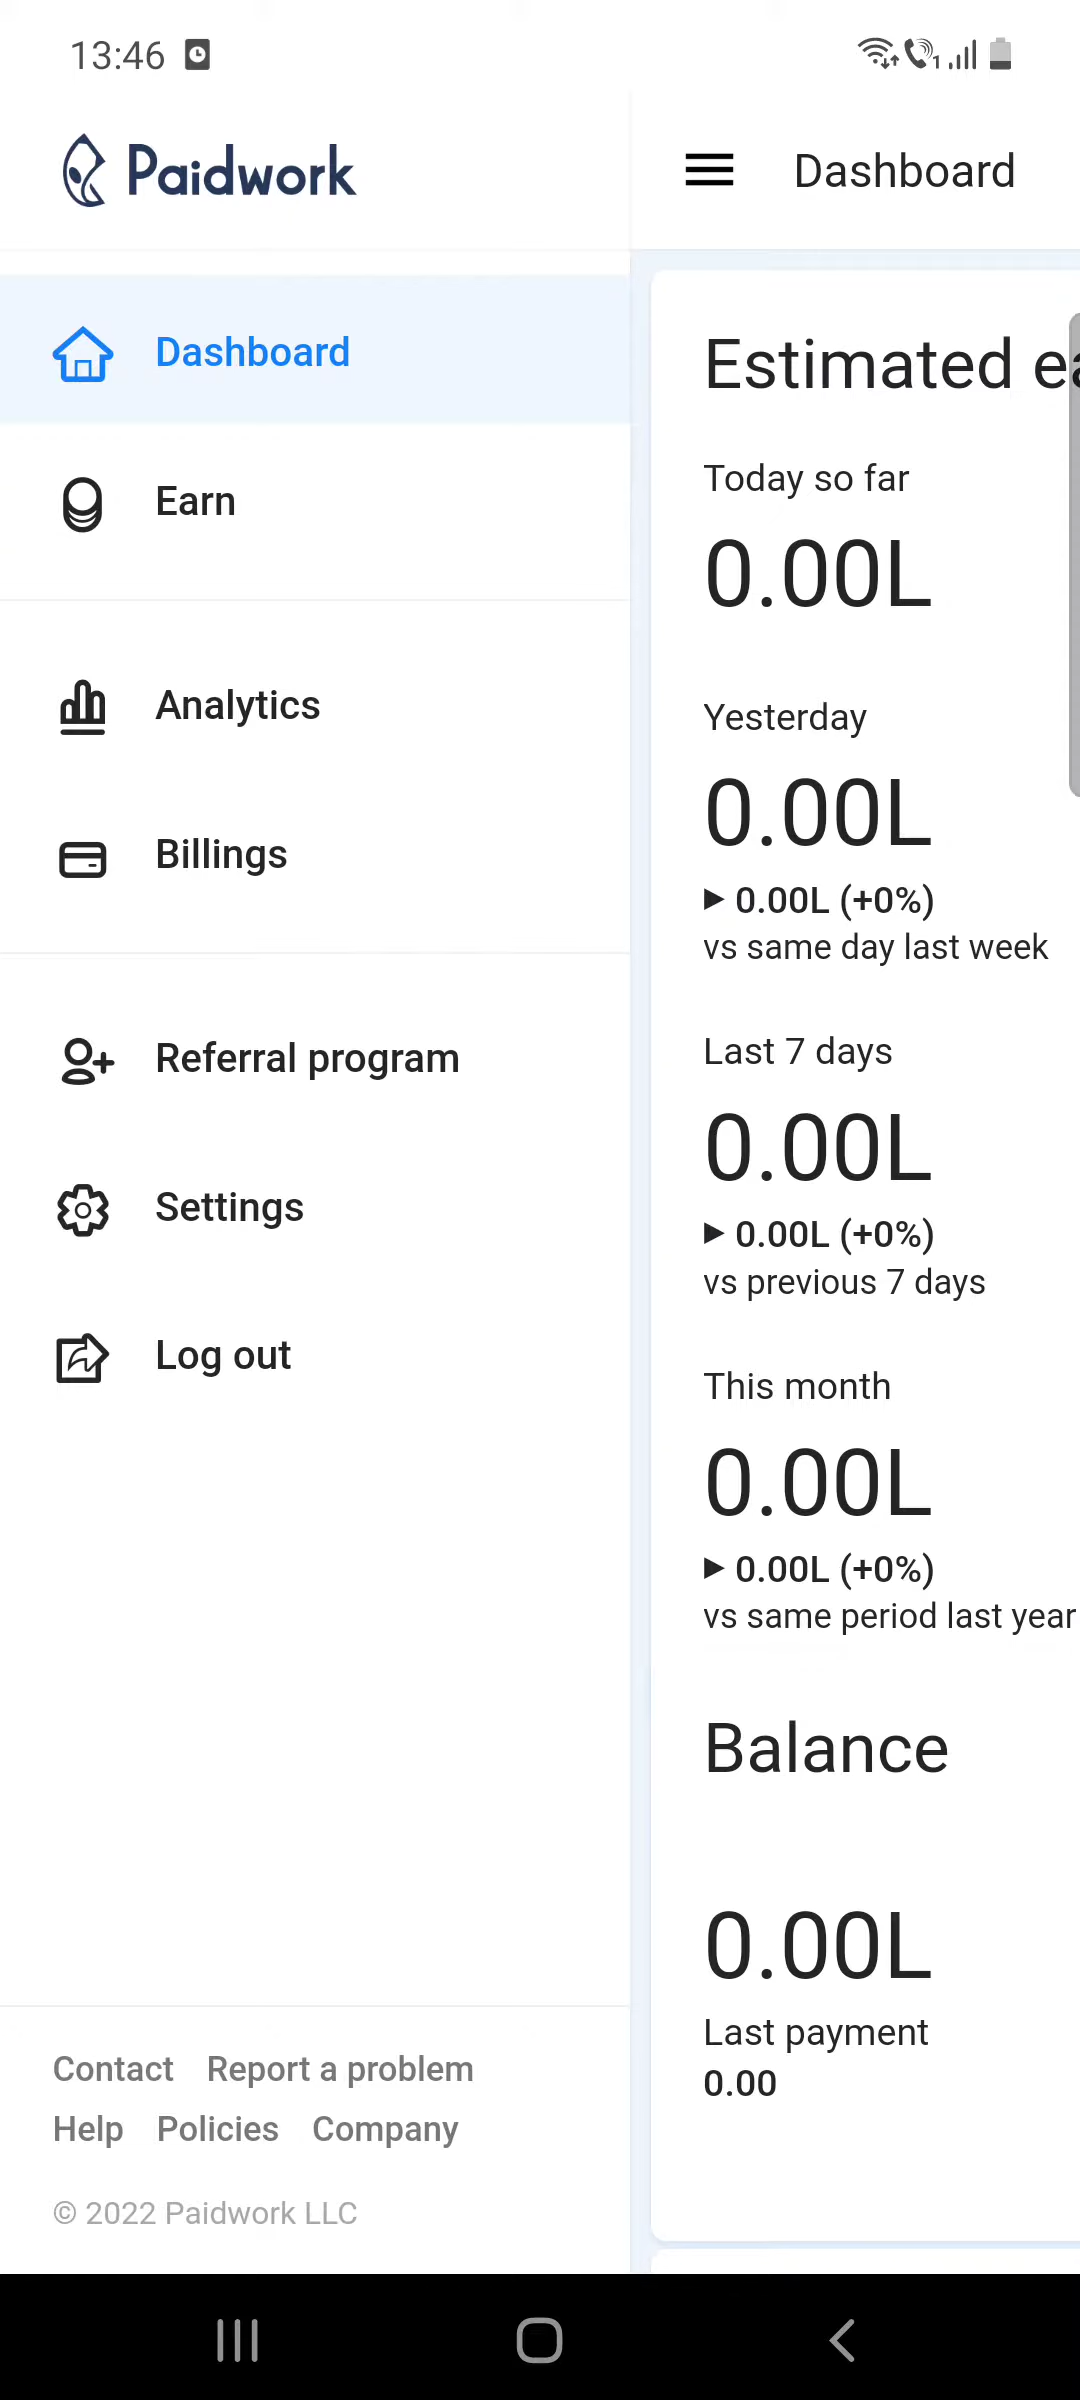 13:46
Paidwork
Dashboard
Earn
Analytics
Billings
Referral program
Settings
Log out
Contact Report a problem
Help Policies Company
© 2022 Paidwork LLC
Dashboard
Estimated
Today so far
0.00L
Yesterday
0.00L
▶ 0.00L (+0%)
vs same day last week
Last 7 days
0.00L
▶ 0.00L (+0%)
vs previous 7 days
This month
0.00L
▶ 0.00L (+0%)
vs same period last year
Balance
0.00L
Last payment
0.00